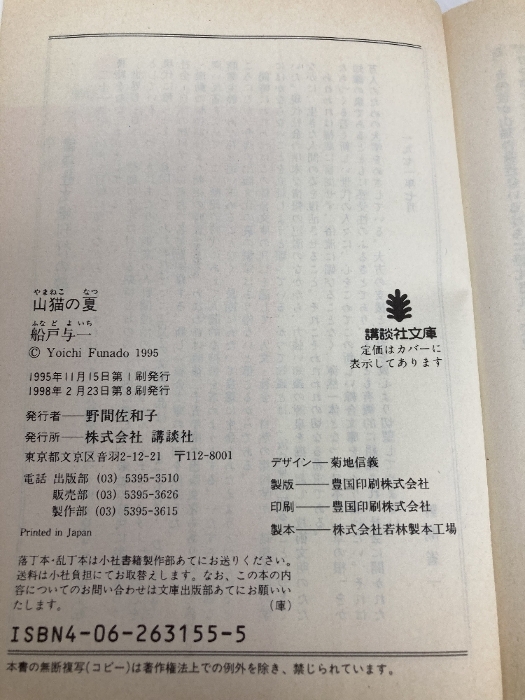 やまねこ なつ
山猫の夏
ふなどよいち
船戸与一
© Yoichi Funado 1995
1995年11月15日第1刷発行
1998年2月23日第8刷発行
発行者──野間佐和子
発行所──株式会社 講談社
東京都文京区音羽2-12-21 〒112-8001
電話 出版部 (03) 5395-3510
販売部 (03) 5395-3626
製作部 (03) 5395-3615
Printed in Japan
講談社文庫
定価はカバーに
表示してあります
デザイン──菊地信義
製版────豊国印刷株式会社
印刷────豊国印刷株式会社
製本────株式会社若林製本工場
落丁本・乱丁本は小社書籍製作部あてにお送りください。
送料は小社負担にてお取替えします。なお、この本の内
容についてのお問い合わせは文庫出版部あてにお願いい
たします。 (庫)
ISBN4-06-263155-5
本書の無断複写(コピー)は著作権法上での例外を除き、禁じられています。